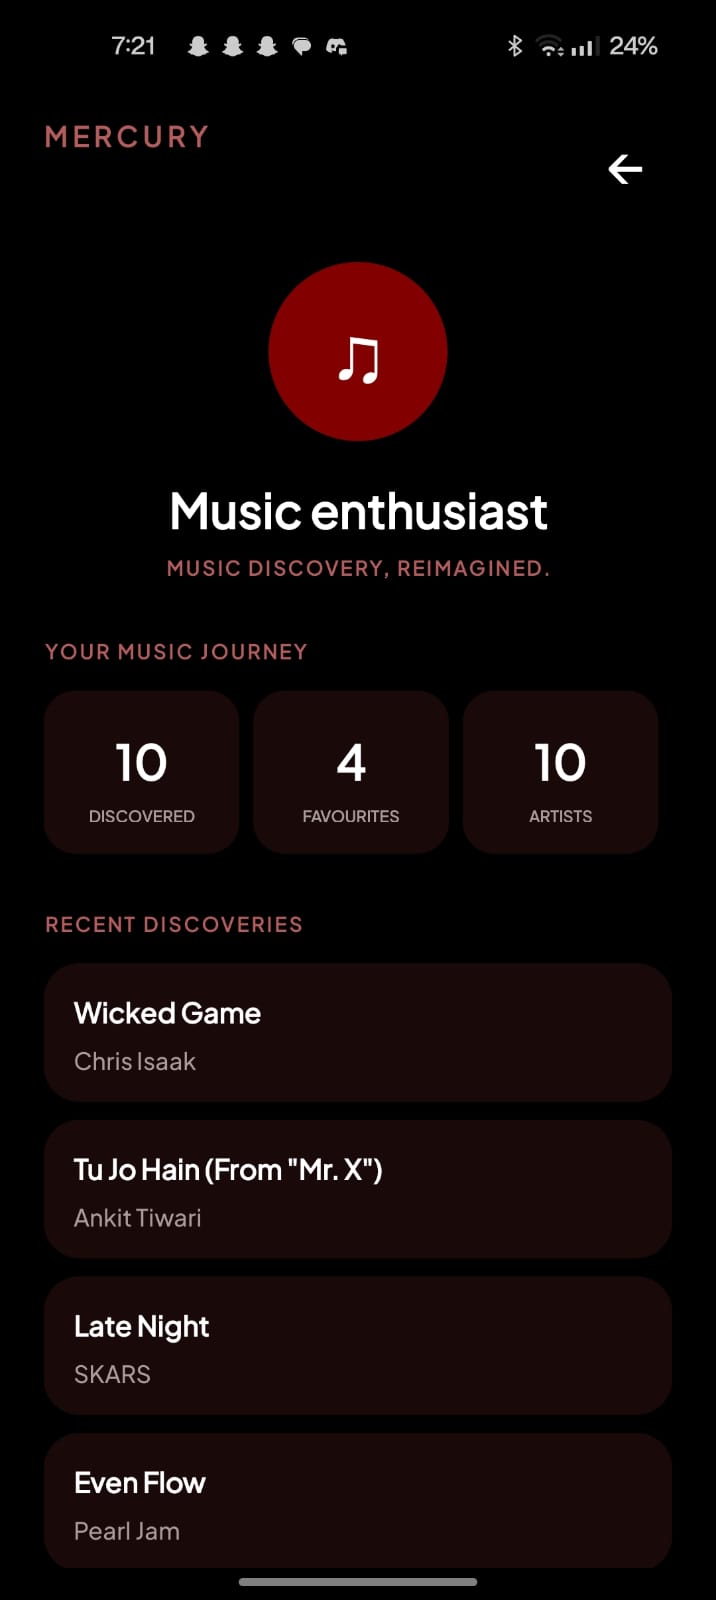 7:21
24%
MERCURY
Music enthusiast
MUSIC DISCOVERY, REIMAGINED.
YOUR MUSIC JOURNEY
10 4 10
DISCOVERED FAVOURITES ARTISTS
RECENT DISCOVERIES
Wicked Game
Chris Isaak
Tu Jo Hain (From "Mr. X")
Ankit Tiwari
Late Night
SKARS
Even Flow
Pearl Jam